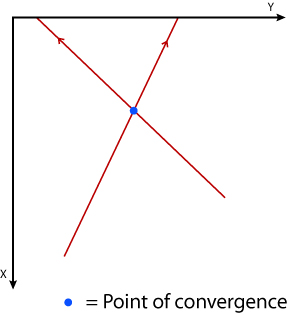 Y
X
= Point of convergence